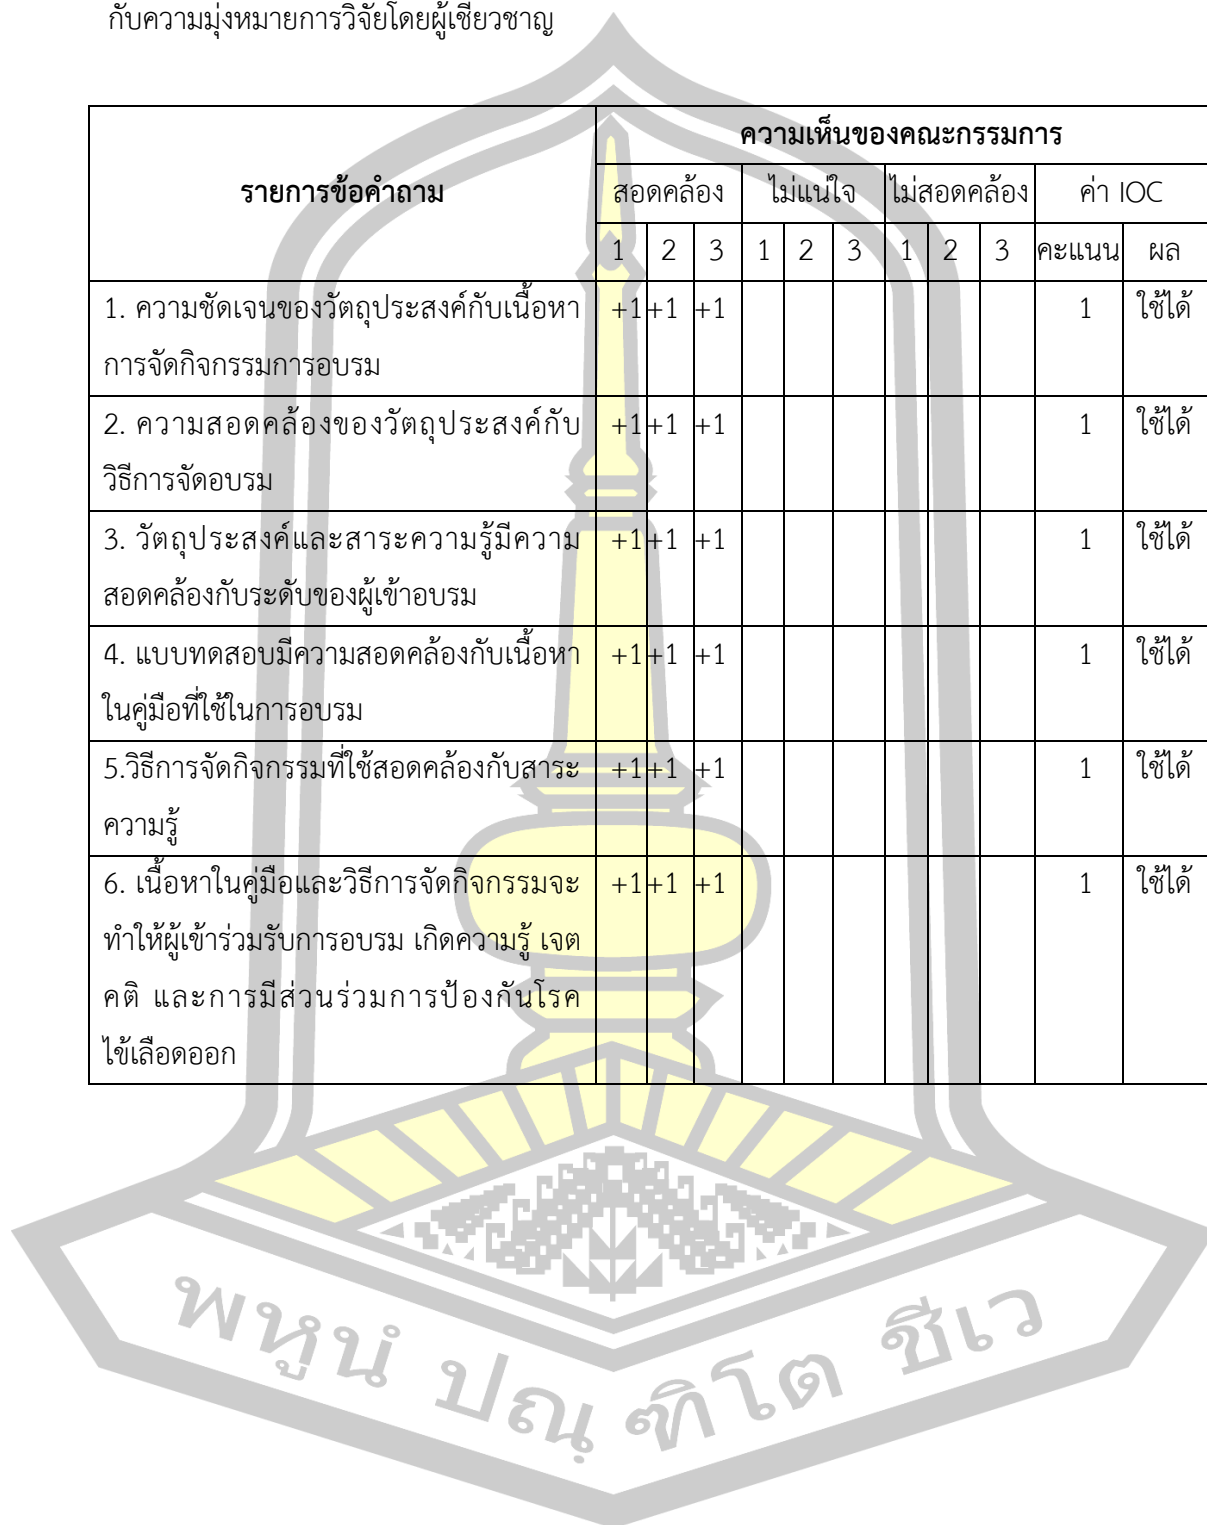 กับความมุ่งหมายการวิจัยโดยผู้เชี่ยวชาญ
รายการข้อคำถาม ความเห็นของคณะกรรมการ
สอดคล้อง ไม่แน่ใจ ไม่สอดคล้อง ค่า IOC
1 2 3 1 2 3 1 2 3 คะแนน ผล
1. ความชัดเจนของวัตถุประสงค์กับเนื้อหา +1 +1 +1 1 ใช้ได้
การจัดกิจกรรมการอบรม
2. ความสอดคล้องของวัตถุประสงค์กับ +1 +1 +1 1 ใช้ได้
วิธีการจัดอบรม
3. วัตถุประสงค์และสาระความรู้มีความ +1 +1 +1 1 ใช้ได้
สอดคล้องกับระดับของผู้เข้าอบรม
4. แบบทดสอบมีความสอดคล้องกับเนื้อหา +1 +1 +1 1 ใช้ได้
ในคู่มือที่ใช้ในการอบรม
5.วิธีการจัดกิจกรรมที่ใช้สอดคล้องกับสาระ +1 +1 +1 1 ใช้ได้
ความรู้
6. เนื้อหาในคู่มือและวิธีการจัดกิจกรรมจะ +1 +1 +1 1 ใช้ได้
ทำให้ผู้เข้าร่วมรับการอบรม เกิดความรู้ เจต
คติ และการมีส่วนร่วมการป้องกันโรค
ไข้เลือดออก
พหูนํ ปณฺฑิโต ชีเว